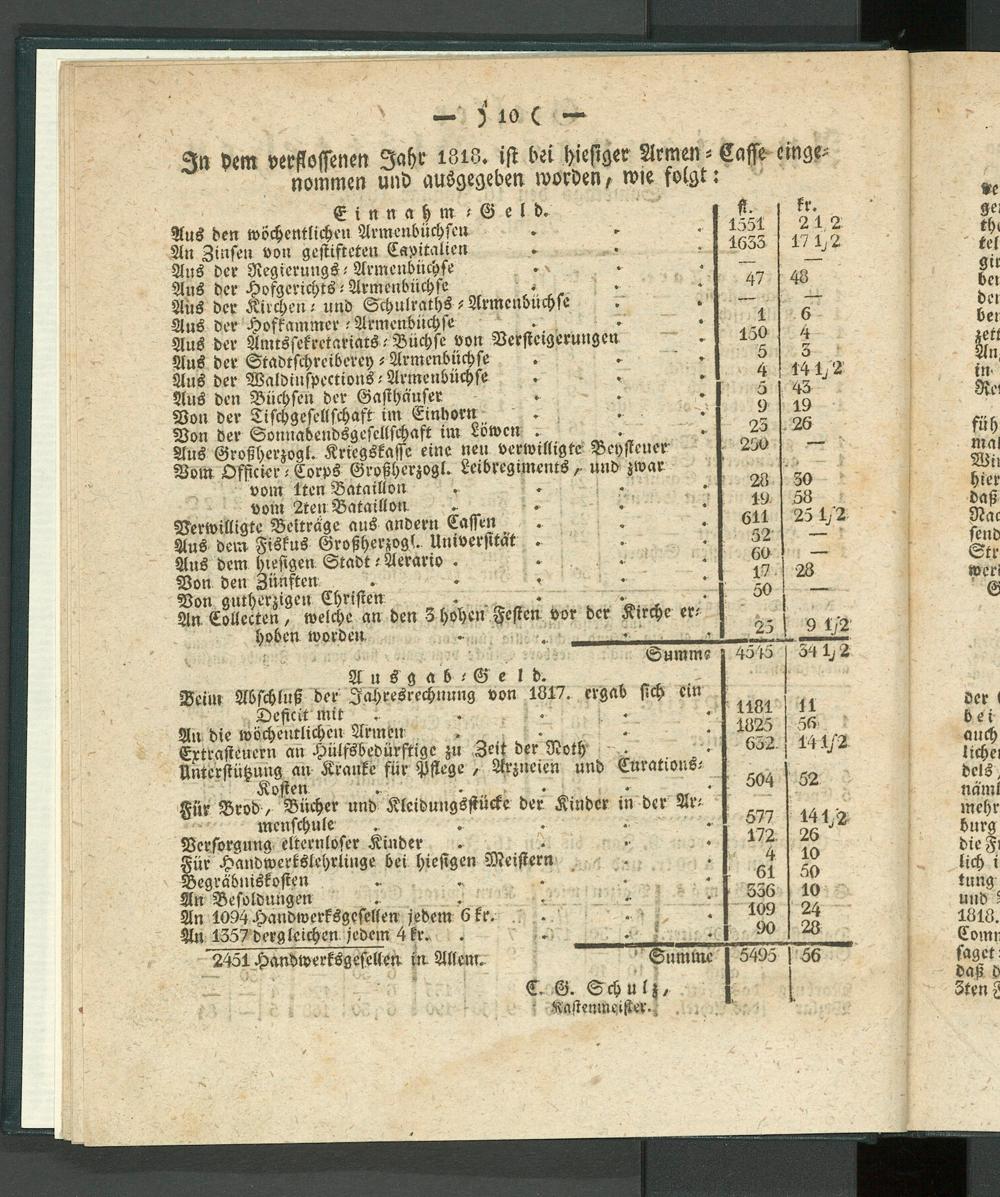 — ) 10 ( —
In dem verflossenen Jahr 1818. ist bei hiesiger Armen-Casse einge-
nommen und ausgegeben worden, wie folgt:
Einnahm-Geld. fl. kr.
Aus den wöchentlichen Armenbüchsen . . . 1551 2 1/2
An Zinsen von gestifteten Capitalien . . . 1633 17 1/2
Aus der Regierungs-Armenbüchse . . . — —
Aus der Hofgerichts-Armenbüchse . . . 47 48
Aus der Kirchen- und Schulraths-Armenbüchse . . — —
Aus der Hofkammer-Armenbüchse . . . 1 6
Aus der Amtssekretariats-Büchse von Versteigerungen . 150 4
Aus der Stadtschreiberey-Armenbüchse . . . 5 3
Aus der Waldinspections-Armenbüchse . . . 4 14 1/2
Aus den Büchsen der Gasthäuser . . . 5 43
Von der Tischgesellschaft im Einhorn . . . 9 19
Von der Sonnabendsgesellschaft im Löwen . . . 23 26
Aus Großherzogl. Kriegskasse eine neu verwilligte Beysteuer 250 —
Vom Officier-Corps Großherzogl. Leibregiments, und zwar
vom 1ten Bataillon . . . . 28 30
vom 2ten Bataillon . . . . 19 58
Verwilligte Beiträge aus andern Cassen . . . 611 25 1/2
Aus dem Fiskus Großherzogl. Universität . . . 52 —
Aus dem hiesigen Stadt-Aerario . . . . 60 —
Von den Zünften . . . . 17 28
Von gutherzigen Christen . . . . 50 —
An Collecten, welche an den 3 hohen Festen vor der Kirche er-
hoben worden . . . . 25 9 1/2
Summe 4545 34 1/2
Ausgab-Geld.
Beim Abschluß der Jahresrechnung von 1817. ergab sich ein
Deficit mit . . . . 1181 11
An die wöchentlichen Armen . . . 1825 56
Extrasteuern an Hülfsbedürftige zu Zeit der Noth . . 632 14 1/2
Unterstützung an Kranke für Pflege, Arzneien und Curations-
Kosten . . . . 504 52
Für Brod, Bücher und Kleidungsstücke der Kinder in der Ar-
menschule . . . . 577 14 1/2
Versorgung elternloser Kinder . . . 172 26
Für Handwerkslehrlinge bei hiesigen Meistern . . 4 10
Begräbniskosten . . . . 61 50
An Besoldungen . . . . 336 10
An 1094 Handwerksgesellen jedem 6 kr. . . . 109 24
An 1357 dergleichen jedem 4 kr. . . . 90 28
2451 Handwerksgesellen in Allem. Summe 5495 56
C. G. Schulz,
Kastenmeister.